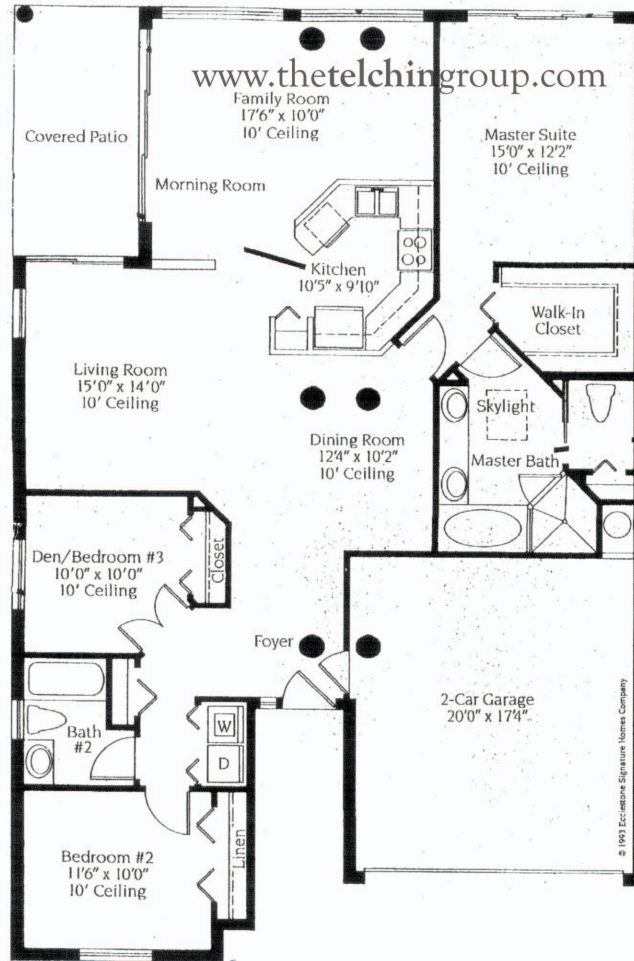 www.thetelchingroup.com
Family Room
17'6" x 10'0"
10' Ceiling
Covered Patio
Master Suite
15'0" x 12'2"
10' Ceiling
Morning Room
Kitchen
10'5" x 9'10"
Walk-In
Closet
Living Room
15'0" x 14'0"
10' Ceiling
Skylight
Dining Room
12'4" x 10'2"
10' Ceiling
Master Bath
Den/Bedroom #3
10'0" x 10'0"
10' Ceiling
Closet
Foyer
2-Car Garage
20'0" x 17'4"
Bath
#2
W
D
Bedroom #2
11'6" x 10'0"
10' Ceiling
Linen
© 1993 Ecclestone Signature Homes Company